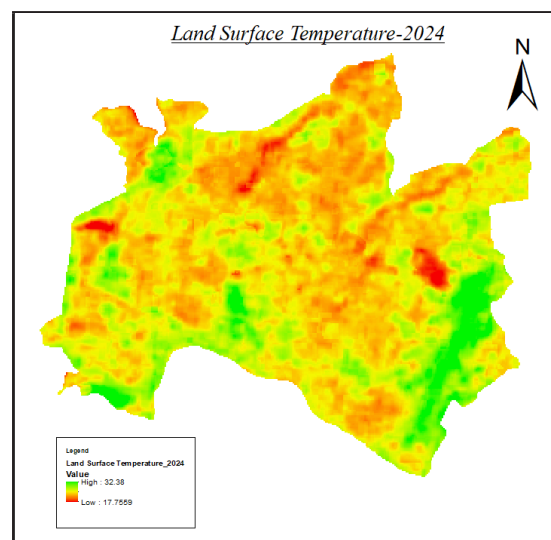 Land Surface Temperature-2024
N
Legend
Land Surface Temperature_2024
Value
High : 32.38
Low : 17.7559